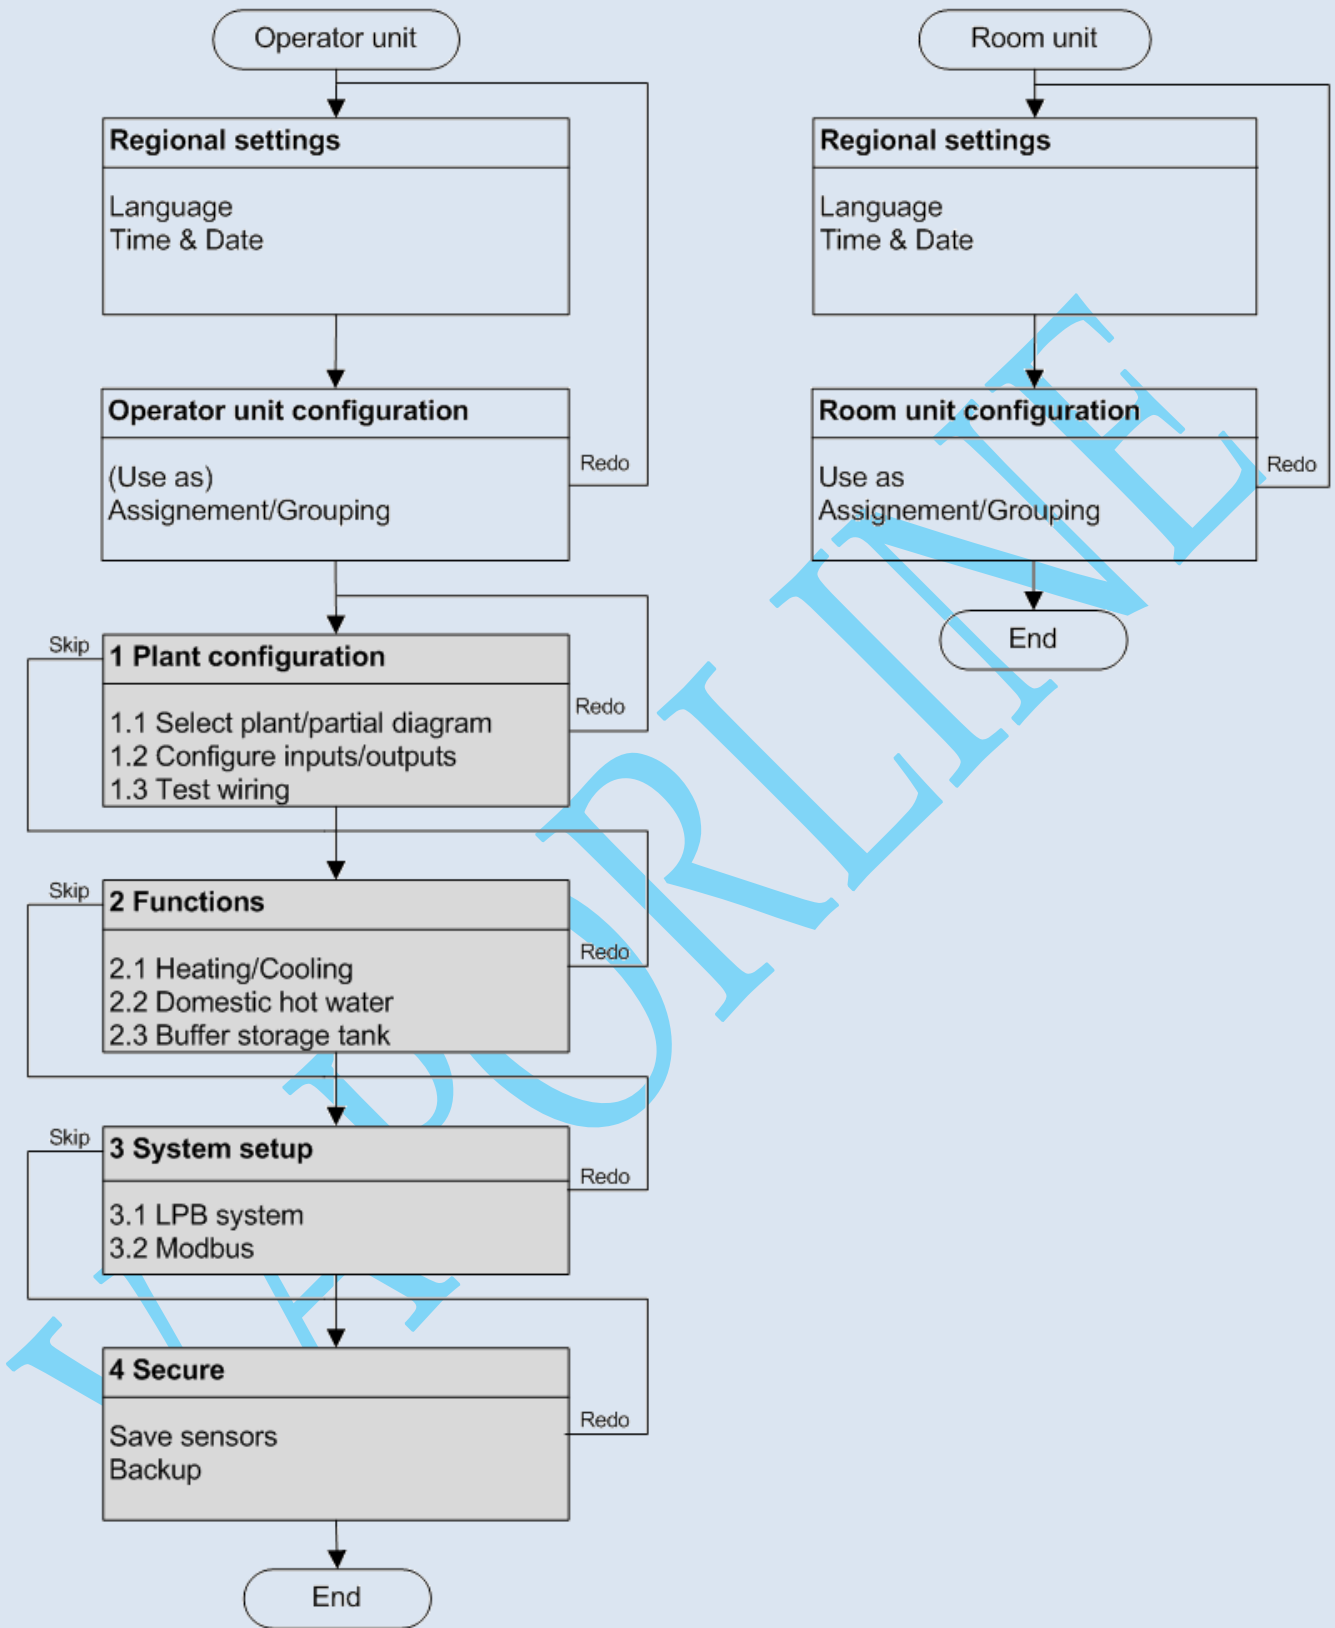 Operator unit
Regional settings
Language
Time & Date
Operator unit configuration
(Use as)
Assignement/Grouping
Redo
Skip
1 Plant configuration
1.1 Select plant/partial diagram
1.2 Configure inputs/outputs
1.3 Test wiring
Redo
Skip
2 Functions
2.1 Heating/Cooling
2.2 Domestic hot water
2.3 Buffer storage tank
Redo
Skip
3 System setup
3.1 LPB system
3.2 Modbus
Redo
4 Secure
Save sensors
Backup
Redo
End
Room unit
Regional settings
Language
Time & Date
Room unit configuration
Use as
Assignement/Grouping
Redo
End
VAPORLINE